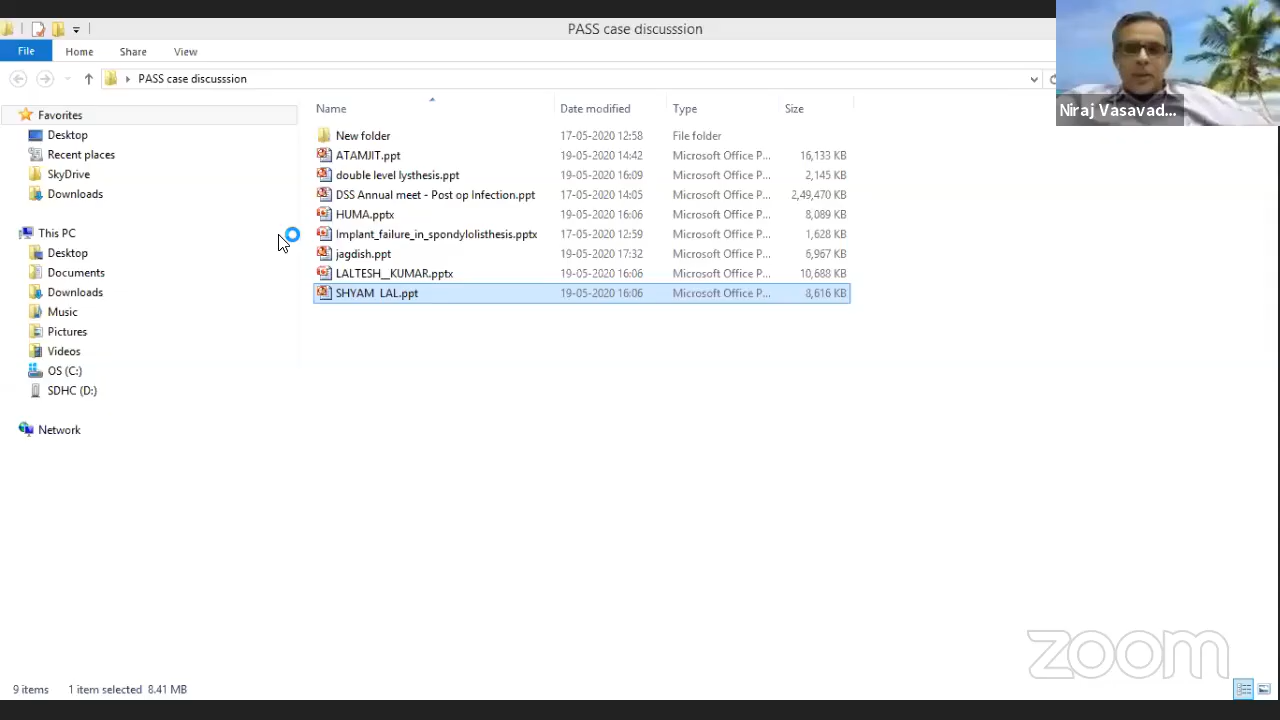 PASS case discusssion
File Home Share View
PASS case discusssion
Name Date modified Type Size
Favorites
Desktop
Recent places
SkyDrive
Downloads
This PC
Desktop
Documents
Downloads
Music
Pictures
Videos
OS (C:)
SDHC (D:)
Network
New folder 17-05-2020 12:58 File folder
ATAMJIT.ppt 19-05-2020 14:42 Microsoft Office P... 16,133 KB
double level lysthesis.ppt 19-05-2020 16:09 Microsoft Office P... 2,145 KB
DSS Annual meet - Post op Infection.ppt 17-05-2020 14:05 Microsoft Office P... 2,49,470 KB
HUMA.pptx 19-05-2020 16:06 Microsoft Office P... 8,089 KB
Implant_failure_in_spondylolisthesis.pptx 17-05-2020 12:59 Microsoft Office P... 1,628 KB
jagdish.ppt 19-05-2020 17:32 Microsoft Office P... 6,967 KB
LALTESH__KUMAR.pptx 19-05-2020 16:06 Microsoft Office P... 10,688 KB
SHYAM LAL.ppt 19-05-2020 16:06 Microsoft Office P... 8,616 KB
Niraj Vasavad...
zoom
9 items 1 item selected 8.41 MB